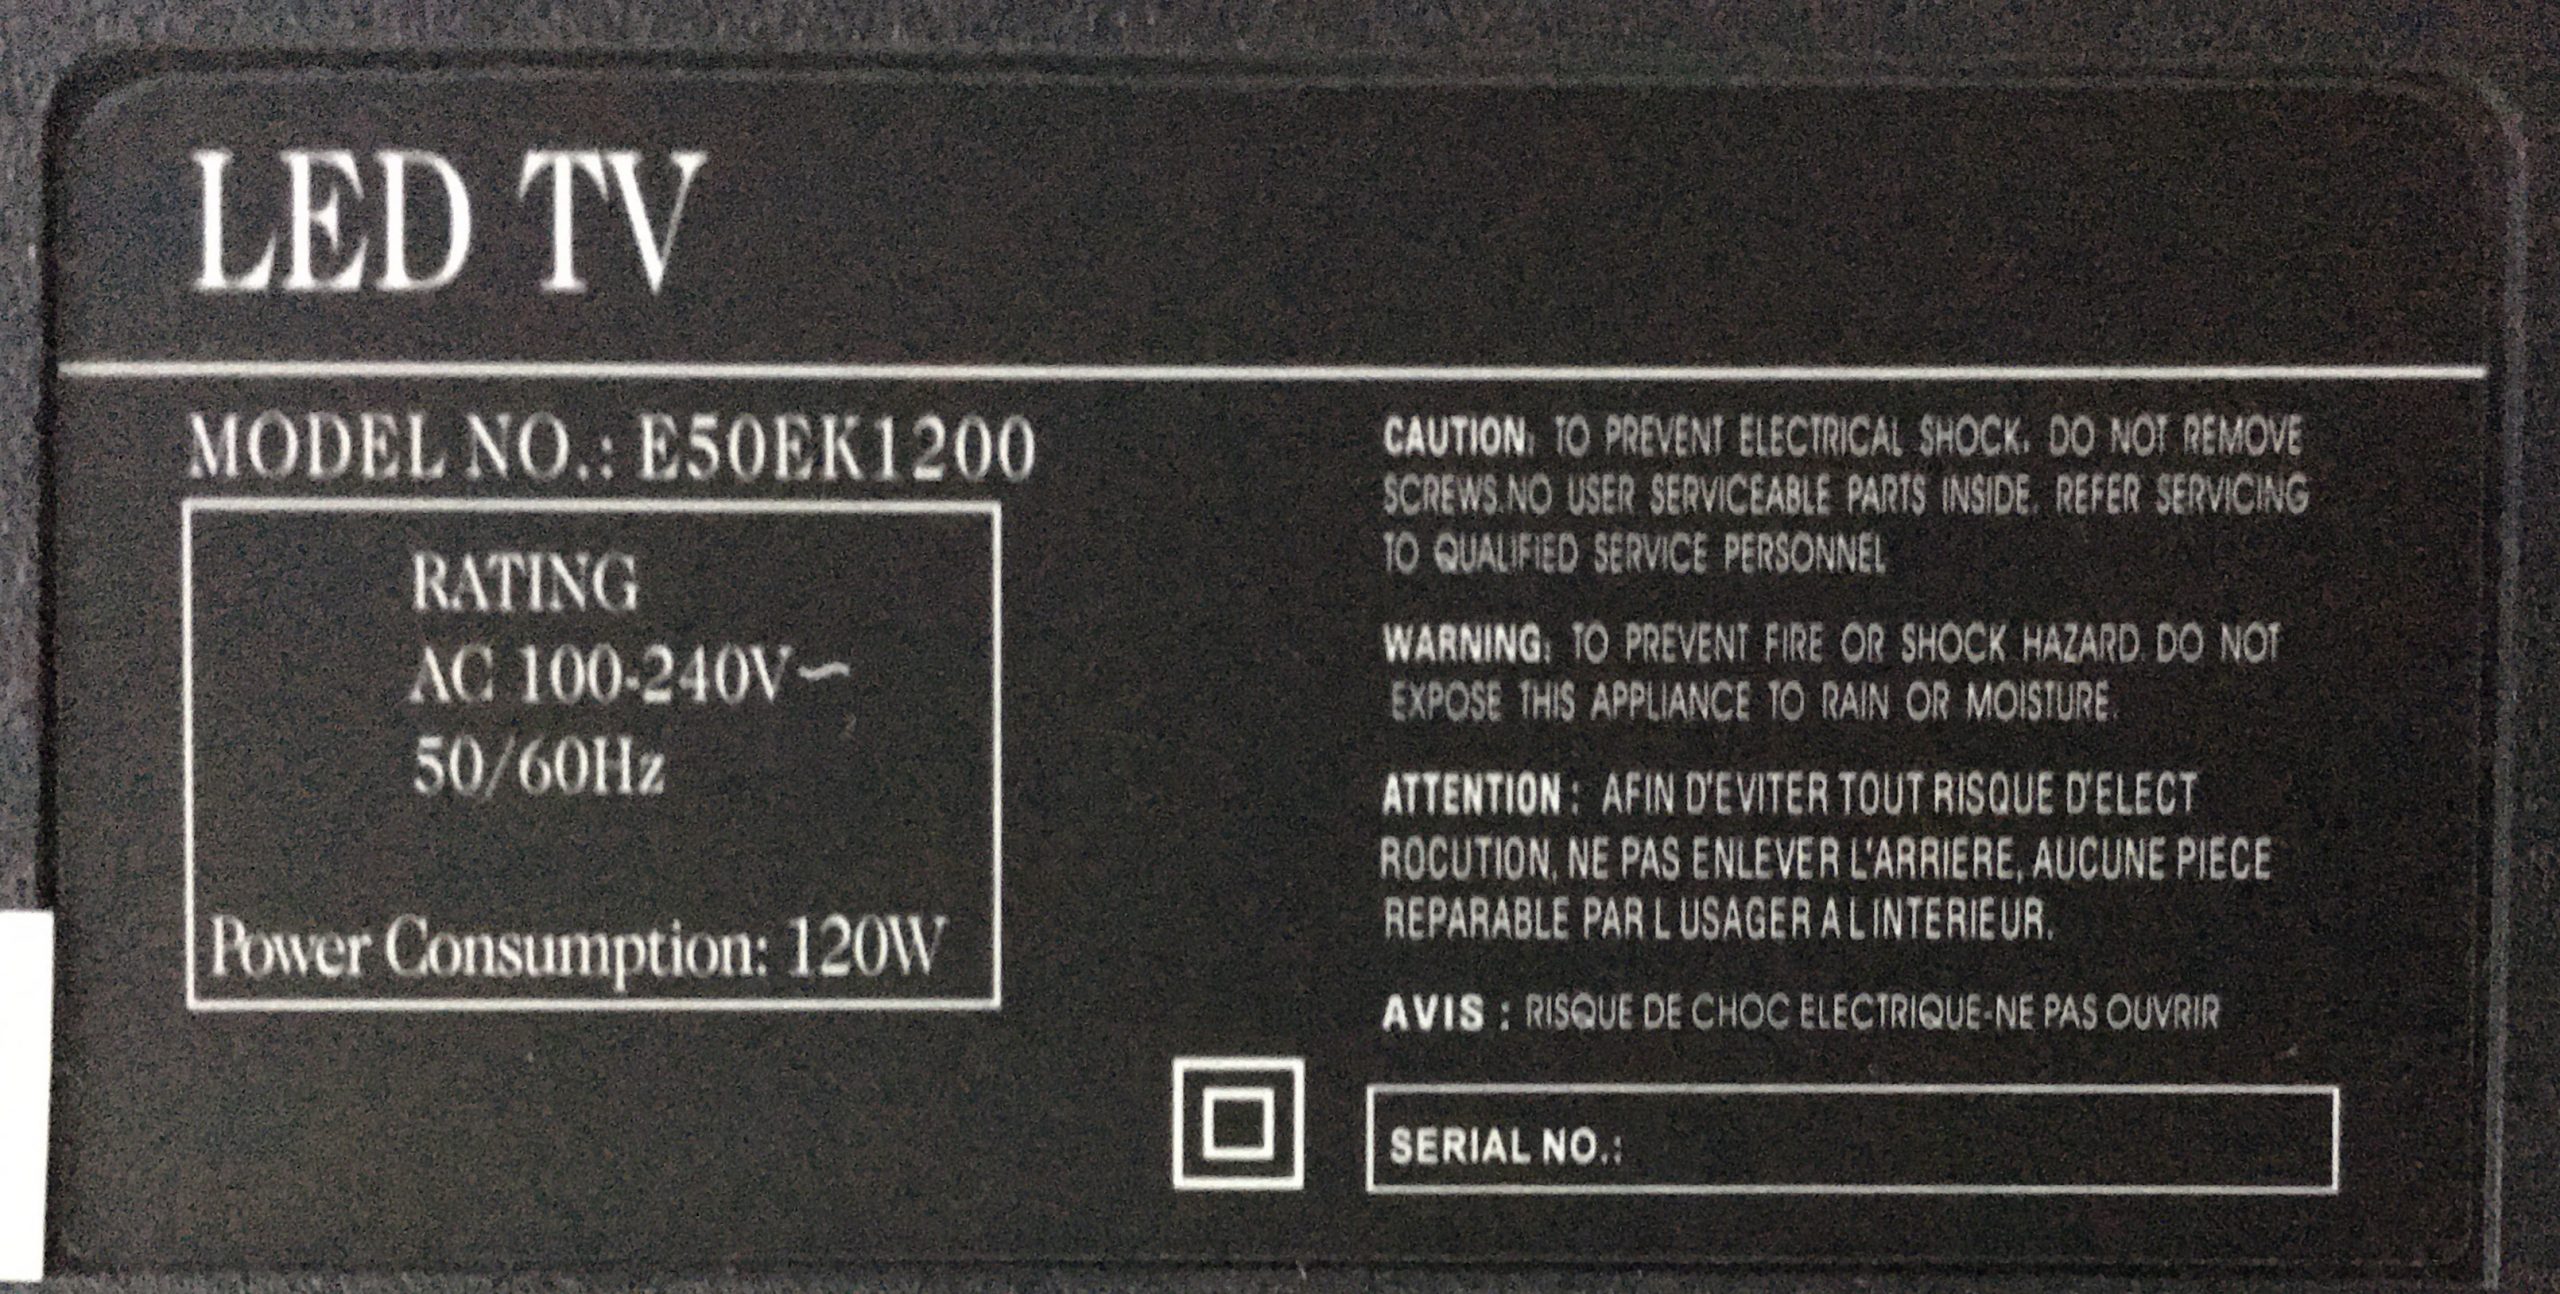 LED TV
MODEL NO.: E50EK1200
RATING
AC 100-240V~
50/60Hz
Power Consumption: 120W
CAUTION: TO PREVENT ELECTRICAL SHOCK. DO NOT REMOVE
SCREWS.NO USER SERVICEABLE PARTS INSIDE. REFER SERVICING
TO QUALIFIED SERVICE PERSONNEL
WARNING: TO PREVENT FIRE OR SHOCK HAZARD. DO NOT
EXPOSE THIS APPLIANCE TO RAIN OR MOISTURE.
ATTENTION : AFIN D'EVITER TOUT RISQUE D'ELECT
ROCUTION, NE PAS ENLEVER L'ARRIERE, AUCUNE PIECE
REPARABLE PAR L USAGER A L INTERIEUR.
AVIS : RISQUE DE CHOC ELECTRIQUE-NE PAS OUVRIR
SERIAL NO.: